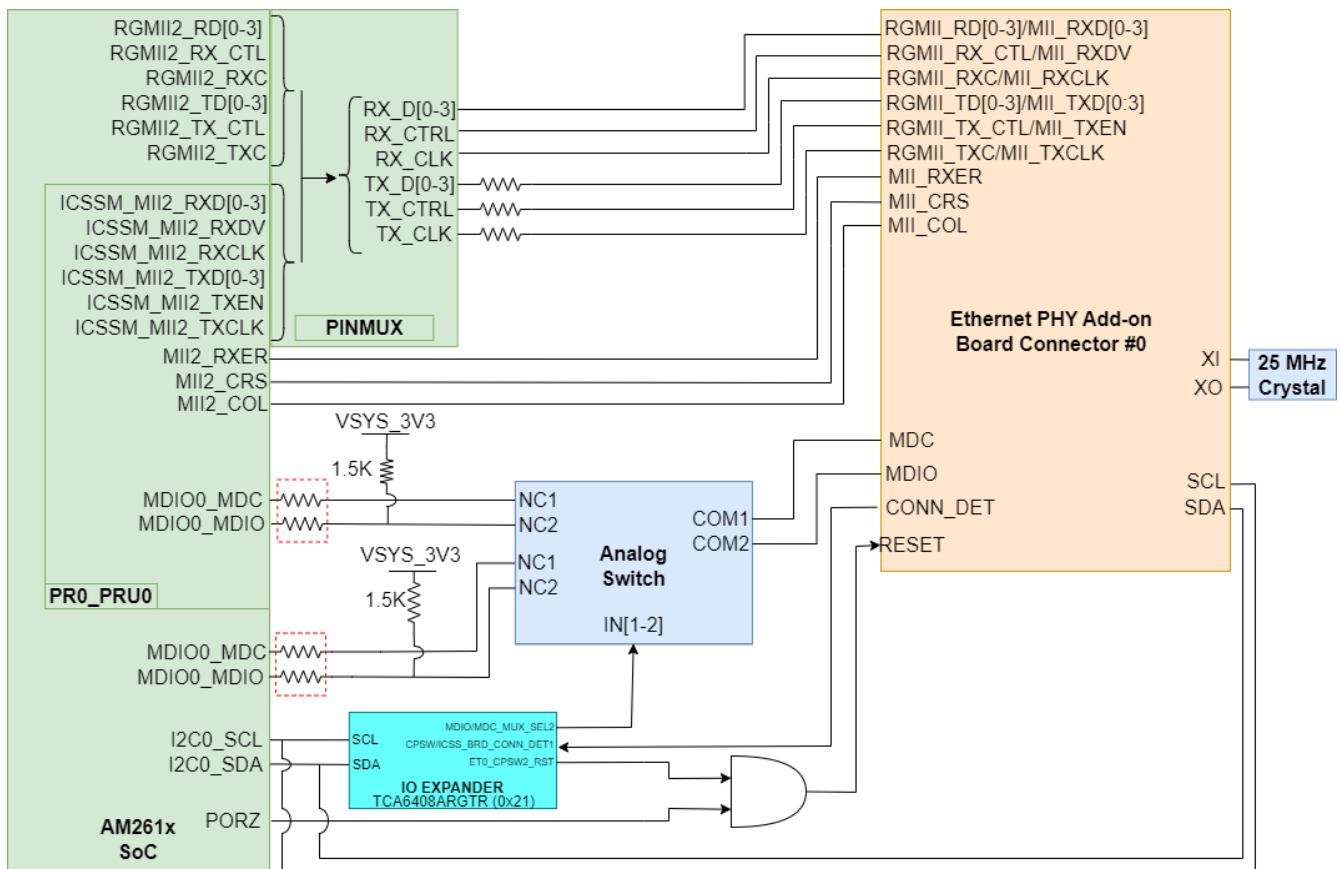 RGMII2_RD[0-3]
RGMII2_RX_CTL
RGMII2_RXC
RGMII2_TD[0-3]
RGMII2_TX_CTL
RGMII2_TXC
ICSSM_MII2_RXD[0-3]
ICSSM_MII2_RXDV
ICSSM_MII2_RXCLK
ICSSM_MII2_TXD[0-3]
ICSSM_MII2_TXEN
ICSSM_MII2_TXCLK
MII2_RXER
MII2_CRS
MII2_COL
MDIO0_MDC
MDIO0_MDIO
PR0_PRU0
MDIO0_MDC
MDIO0_MDIO
I2C0_SCL
I2C0_SDA
PORZ
AM261x
SoC
RX_D[0-3]
RX_CTRL
RX_CLK
TX_D[0-3]
TX_CTRL
TX_CLK
PINMUX
VSYS_3V3
1.5K
VSYS_3V3
1.5K
NC1
NC2
NC1
NC2
COM1
COM2
Analog
Switch
IN[1-2]
MDIO/MDC_MUX_SEL2
SCL
CPSW/ICSS_BRD_CONN_DET1
SDA
ET0_CPSW2_RST
IO EXPANDER
TCA6408ARGTR (0x21)
RGMII_RD[0-3]/MII_RXD[0-3]
RGMII_RX_CTL/MII_RXDV
RGMII_RXC/MII_RXCLK
RGMII_TD[0-3]/MII_TXD[0:3]
RGMII_TX_CTL/MII_TXEN
RGMII_TXC/MII_TXCLK
MII_RXER
MII_CRS
MII_COL
Ethernet PHY Add-on
Board Connector #0
XI
XO
25 MHz
Crystal
MDC
MDIO
CONN_DET
RESET
SCL
SDA